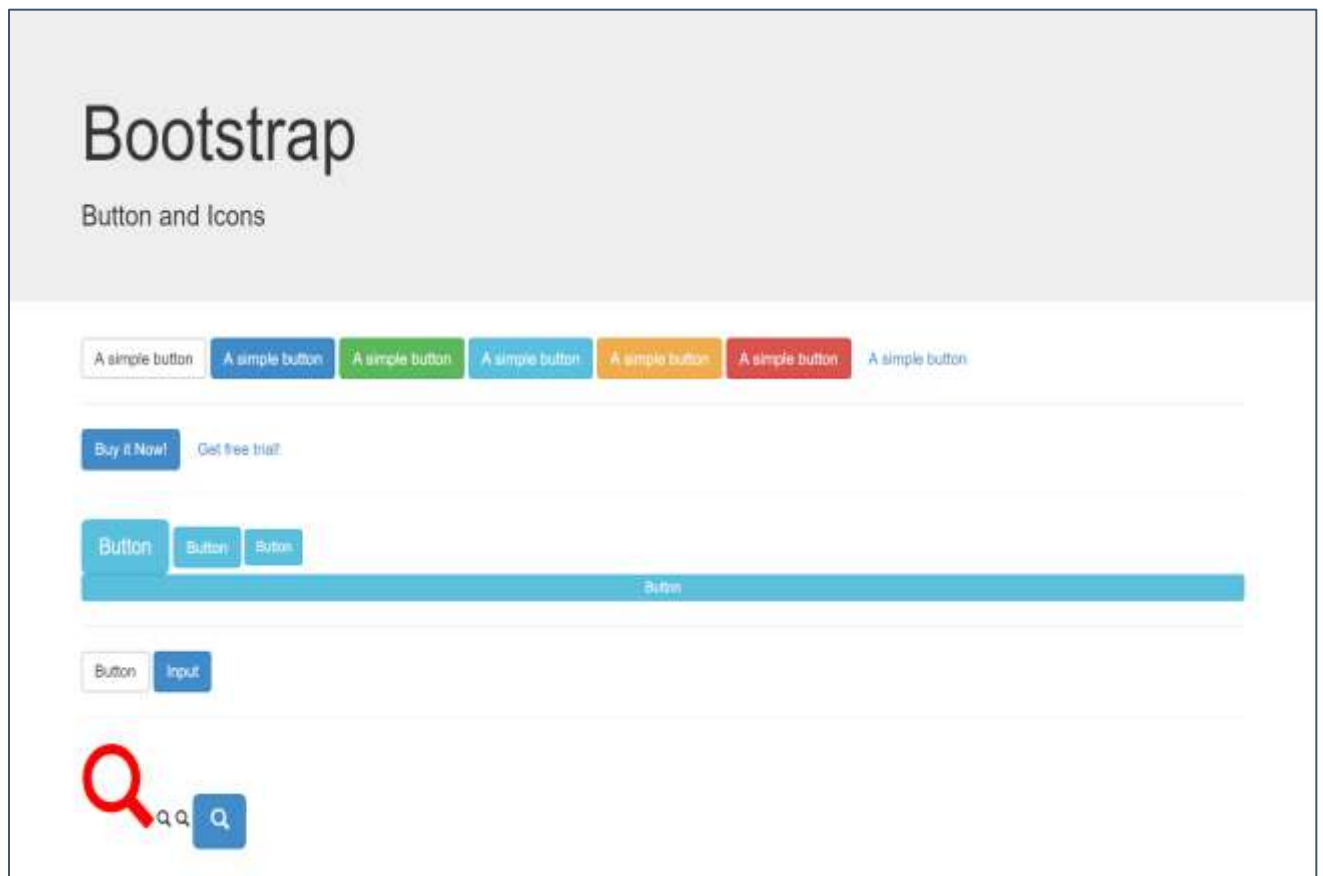 Bootstrap
Button and Icons
A simple button A simple button A simple button A simple button A simple button A simple button A simple button
Buy it Now! Get free trial!
Button Button Button
Button
Button Input